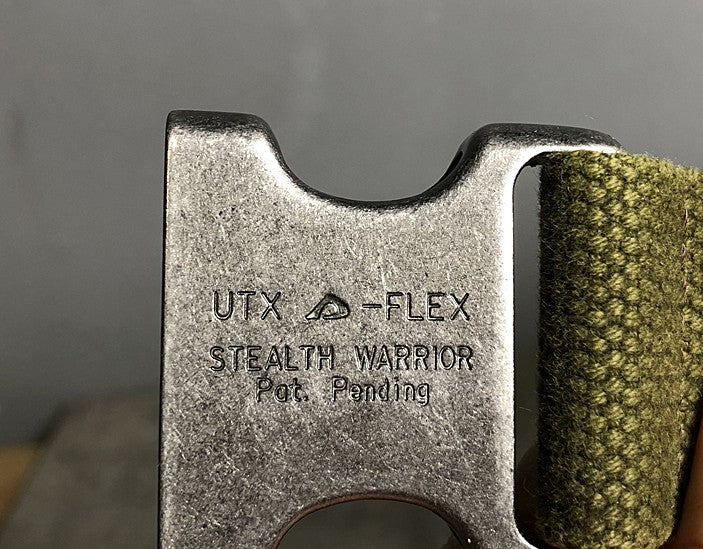 UTX -FLEX
STEALTH WARRIOR
Pat. Pending